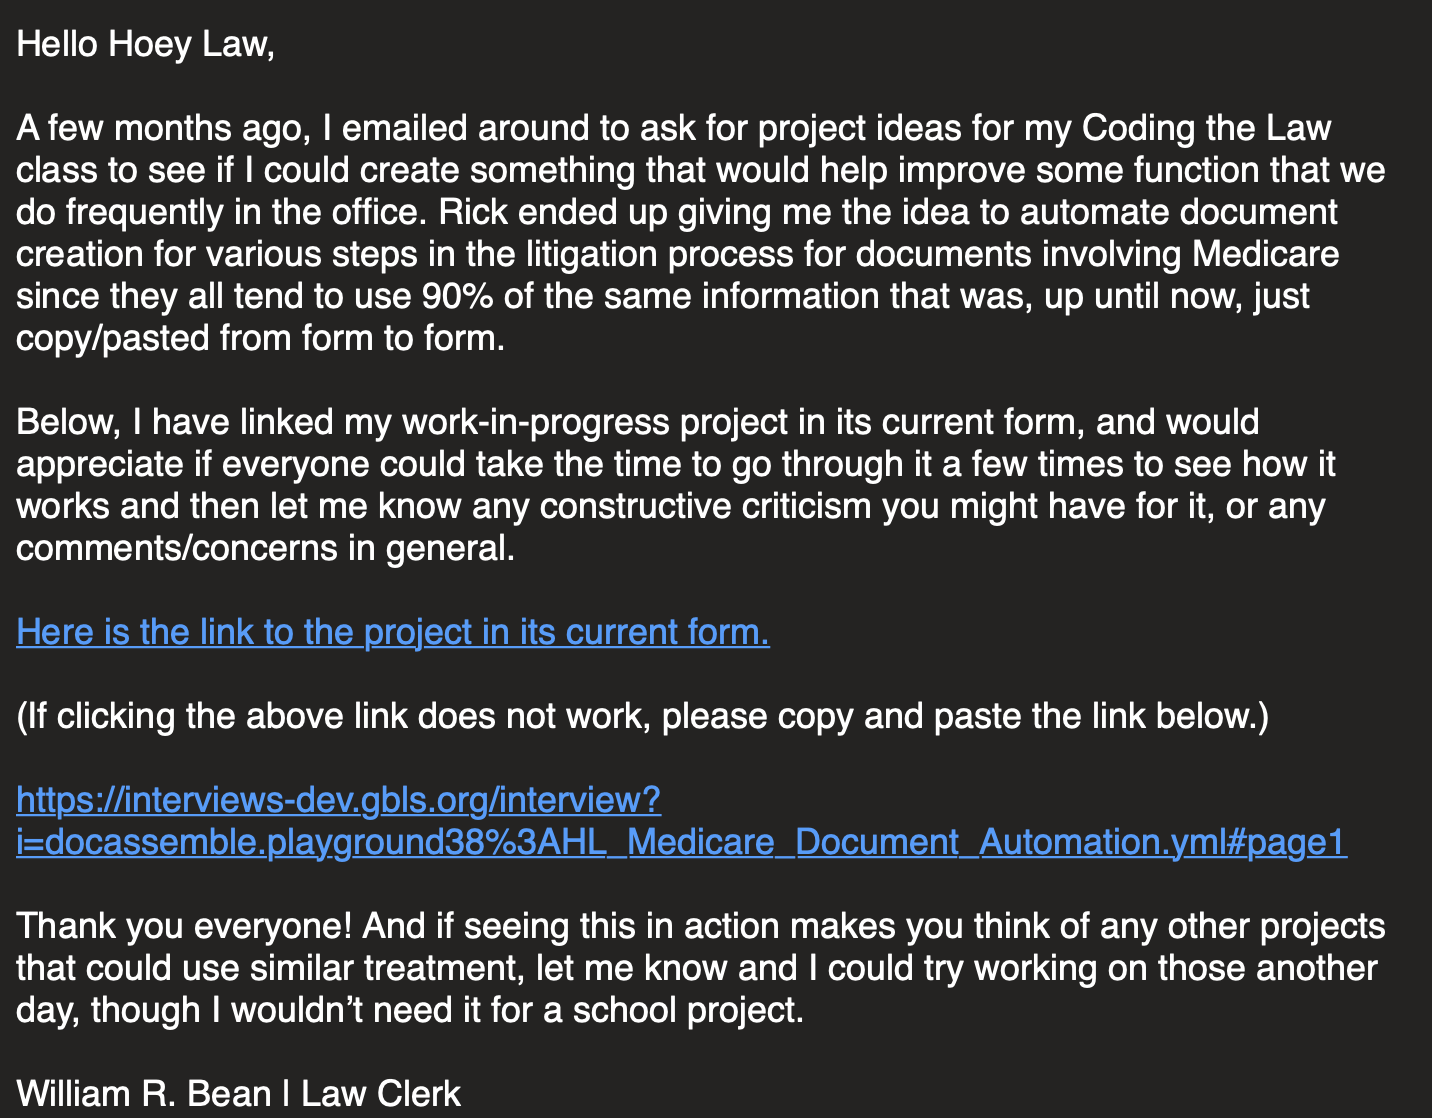 Hello Hoey Law,
A few months ago, I emailed around to ask for project ideas for my Coding the Law
class to see if I could create something that would help improve some function that we
do frequently in the office. Rick ended up giving me the idea to automate document
creation for various steps in the litigation process for documents involving Medicare
since they all tend to use 90% of the same information that was, up until now, just
copy/pasted from form to form.
Below, I have linked my work-in-progress project in its current form, and would
appreciate if everyone could take the time to go through it a few times to see how it
works and then let me know any constructive criticism you might have for it, or any
comments/concerns in general.
Here is the link to the project in its current form.
(If clicking the above link does not work, please copy and paste the link below.)
https://interviews-dev.gbls.org/interview?
i=docassemble.playground38%3AHL_Medicare_Document_Automation.yml#page1
Thank you everyone! And if seeing this in action makes you think of any other projects
that could use similar treatment, let me know and I could try working on those another
day, though I wouldn’t need it for a school project.
William R. Bean | Law Clerk